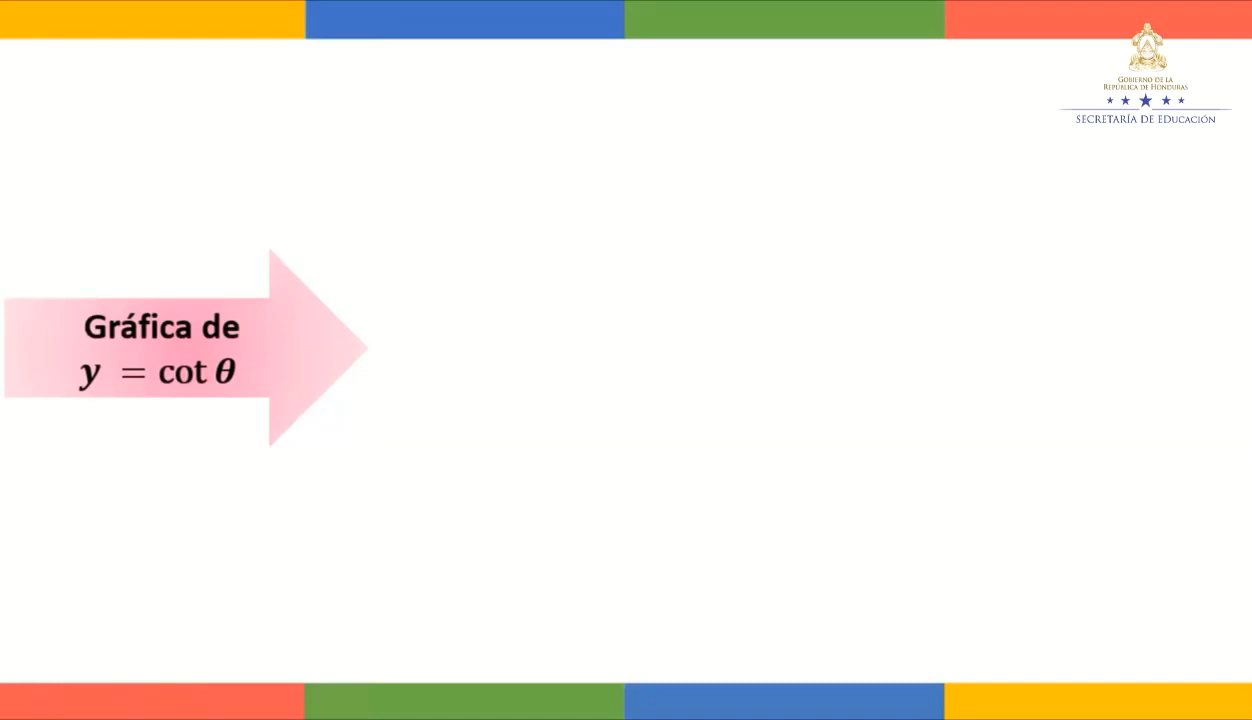 GOBIERNO DE LA
REPÚBLICA DE HONDURAS
SECRETARÍA DE EDUCACIÓN
Gráfica de
y = cot θ